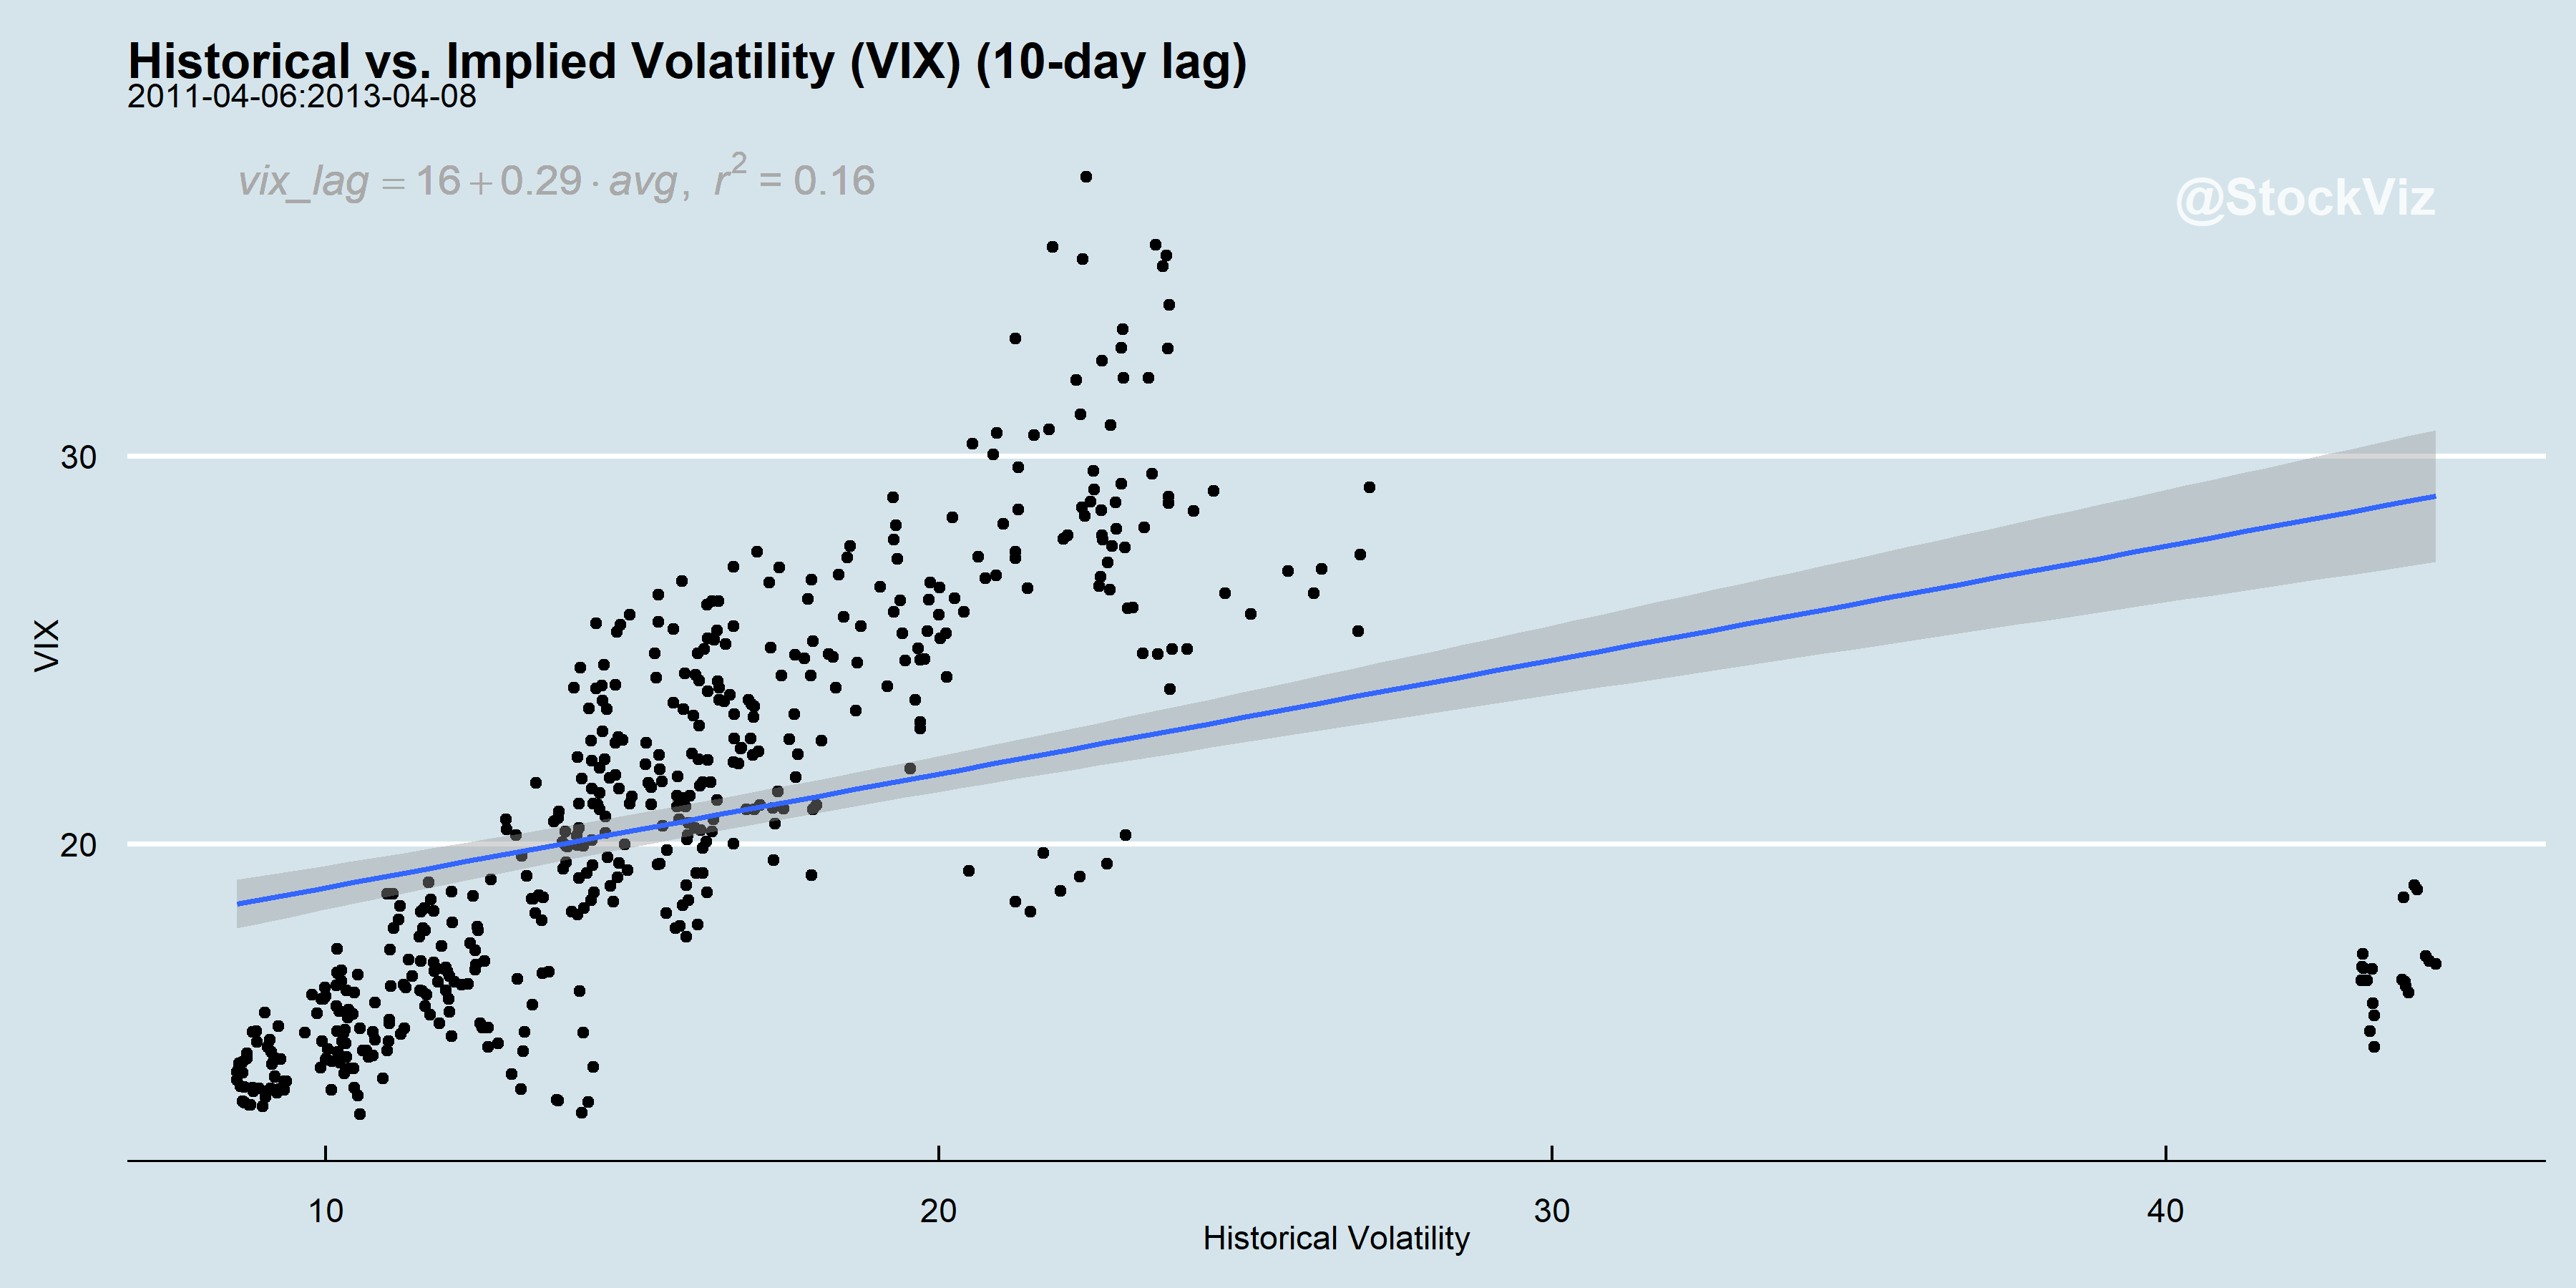 Historical vs. Implied Volatility (VIX) (10-day lag)
2011-04-06:2013-04-08
vix_lag = 16 + 0.29 · avg, r² = 0.16
@StockViz
30
VIX
20
10 20 30 40
Historical Volatility